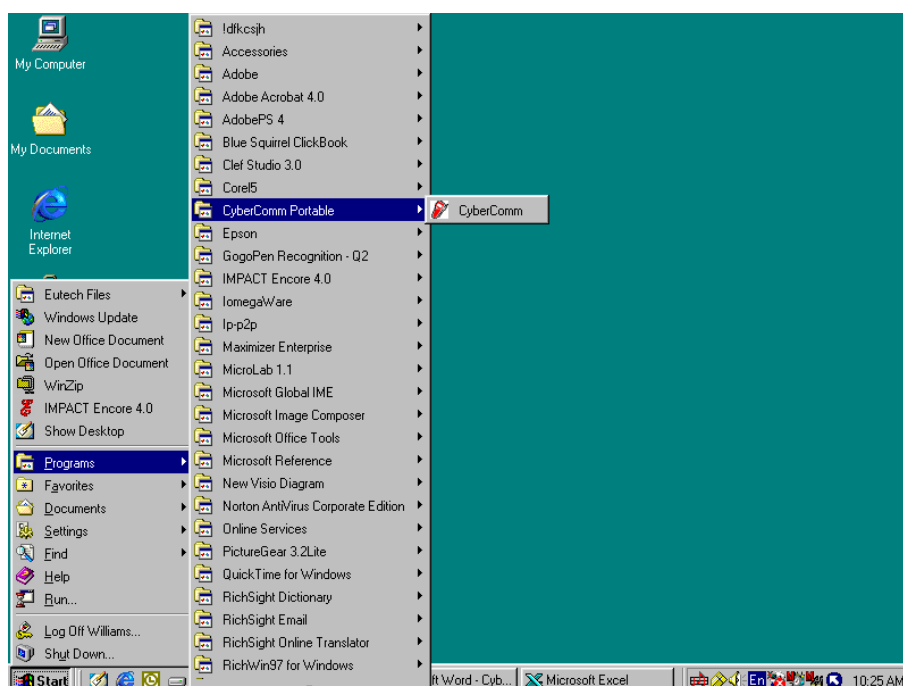 My Computer
My Documents
Internet
Explorer
Eutech Files
Windows Update
New Office Document
Open Office Document
WinZip
IMPACT Encore 4.0
Show Desktop
Programs
Favorites
Documents
Settings
Find
Help
Run...
Log Off Williams...
Shut Down...
!dfkcsjh
Accessories
Adobe
Adobe Acrobat 4.0
AdobePS 4
Blue Squirrel ClickBook
Clef Studio 3.0
Corel5
CyberComm Portable
Epson
GogoPen Recognition - Q2
IMPACT Encore 4.0
IomegaWare
Ip-p2p
Maximizer Enterprise
MicroLab 1.1
Microsoft Global IME
Microsoft Image Composer
Microsoft Office Tools
Microsoft Reference
New Visio Diagram
Norton AntiVirus Corporate Edition
Online Services
PictureGear 3.2Lite
QuickTime for Windows
RichSight Dictionary
RichSight Email
RichSight Online Translator
RichWin97 for Windows
CyberComm
Start
ft Word - Cyb...
Microsoft Excel
En
10:25 AM